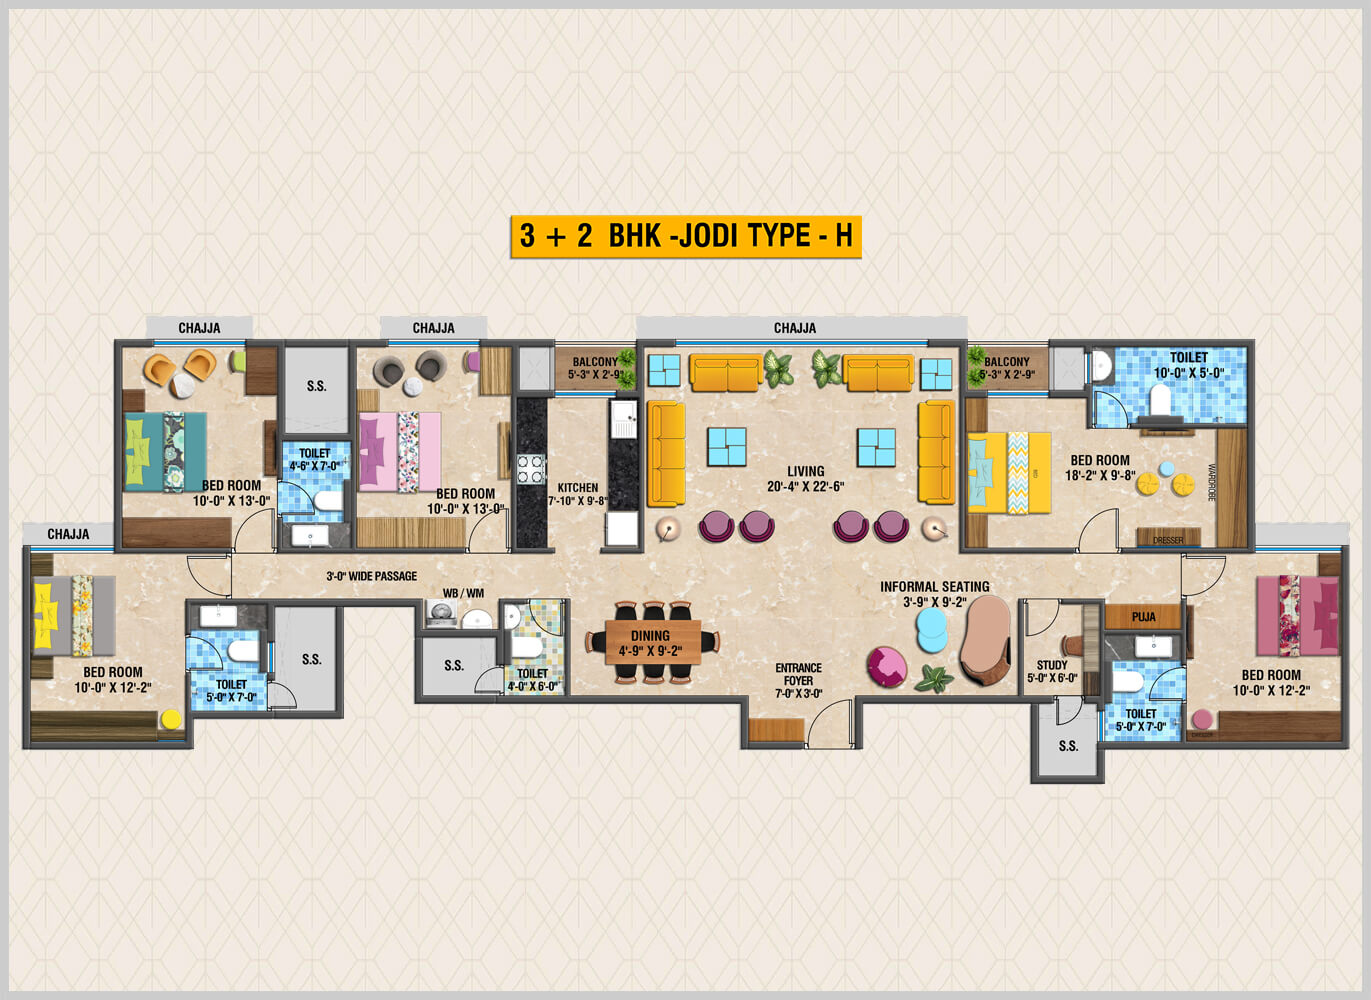 3 + 2 BHK -JODI TYPE - H
CHAJJA
CHAJJA
CHAJJA
BALCONY
5'-3" X 2'-9"
BALCONY
5'-3" X 2'-9"
TOILET
10'-0" X 5'-0"
S.S.
TOILET
4'-6" X 7'-0"
BED ROOM
10'-0" X 13'-0"
BED ROOM
10'-0" X 13'-0"
KITCHEN
7'-10" X 9'-8"
LIVING
20'-4" X 22'-6"
BED ROOM
18'-2" X 9'-8"
BED
WARDROBE
DRESSER
CHAJJA
3'-0" WIDE PASSAGE
WB / WM
INFORMAL SEATING
3'-9" X 9'-2"
PUJA
DINING
4'-9" X 9'-2"
BED ROOM
10'-0" X 12'-2"
TOILET
5'-0" X 7'-0"
S.S.
S.S.
TOILET
4'-0" X 6'-0"
ENTRANCE
FOYER
7'-0" X 3'-0"
STUDY
5'-0" X 6'-0"
BED ROOM
10'-0" X 12'-2"
TOILET
5'-0" X 7'-0"
DRESSER
S.S.